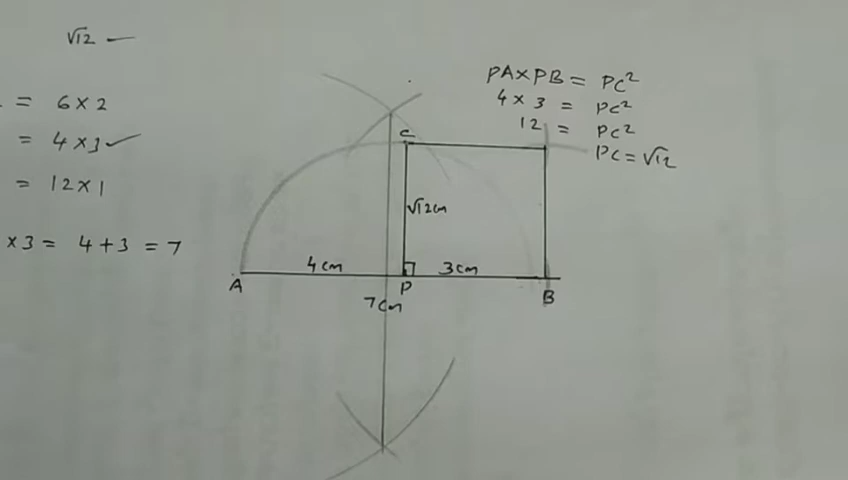 √12 —
= 6 × 2
= 4 × 3 ✓
= 12 × 1
×3 = 4 + 3 = 7
PA × PB = PC²
4 × 3 = PC²
12 = PC²
PC = √12
C
√12cm
4cm
3cm
A
P
B
7cm